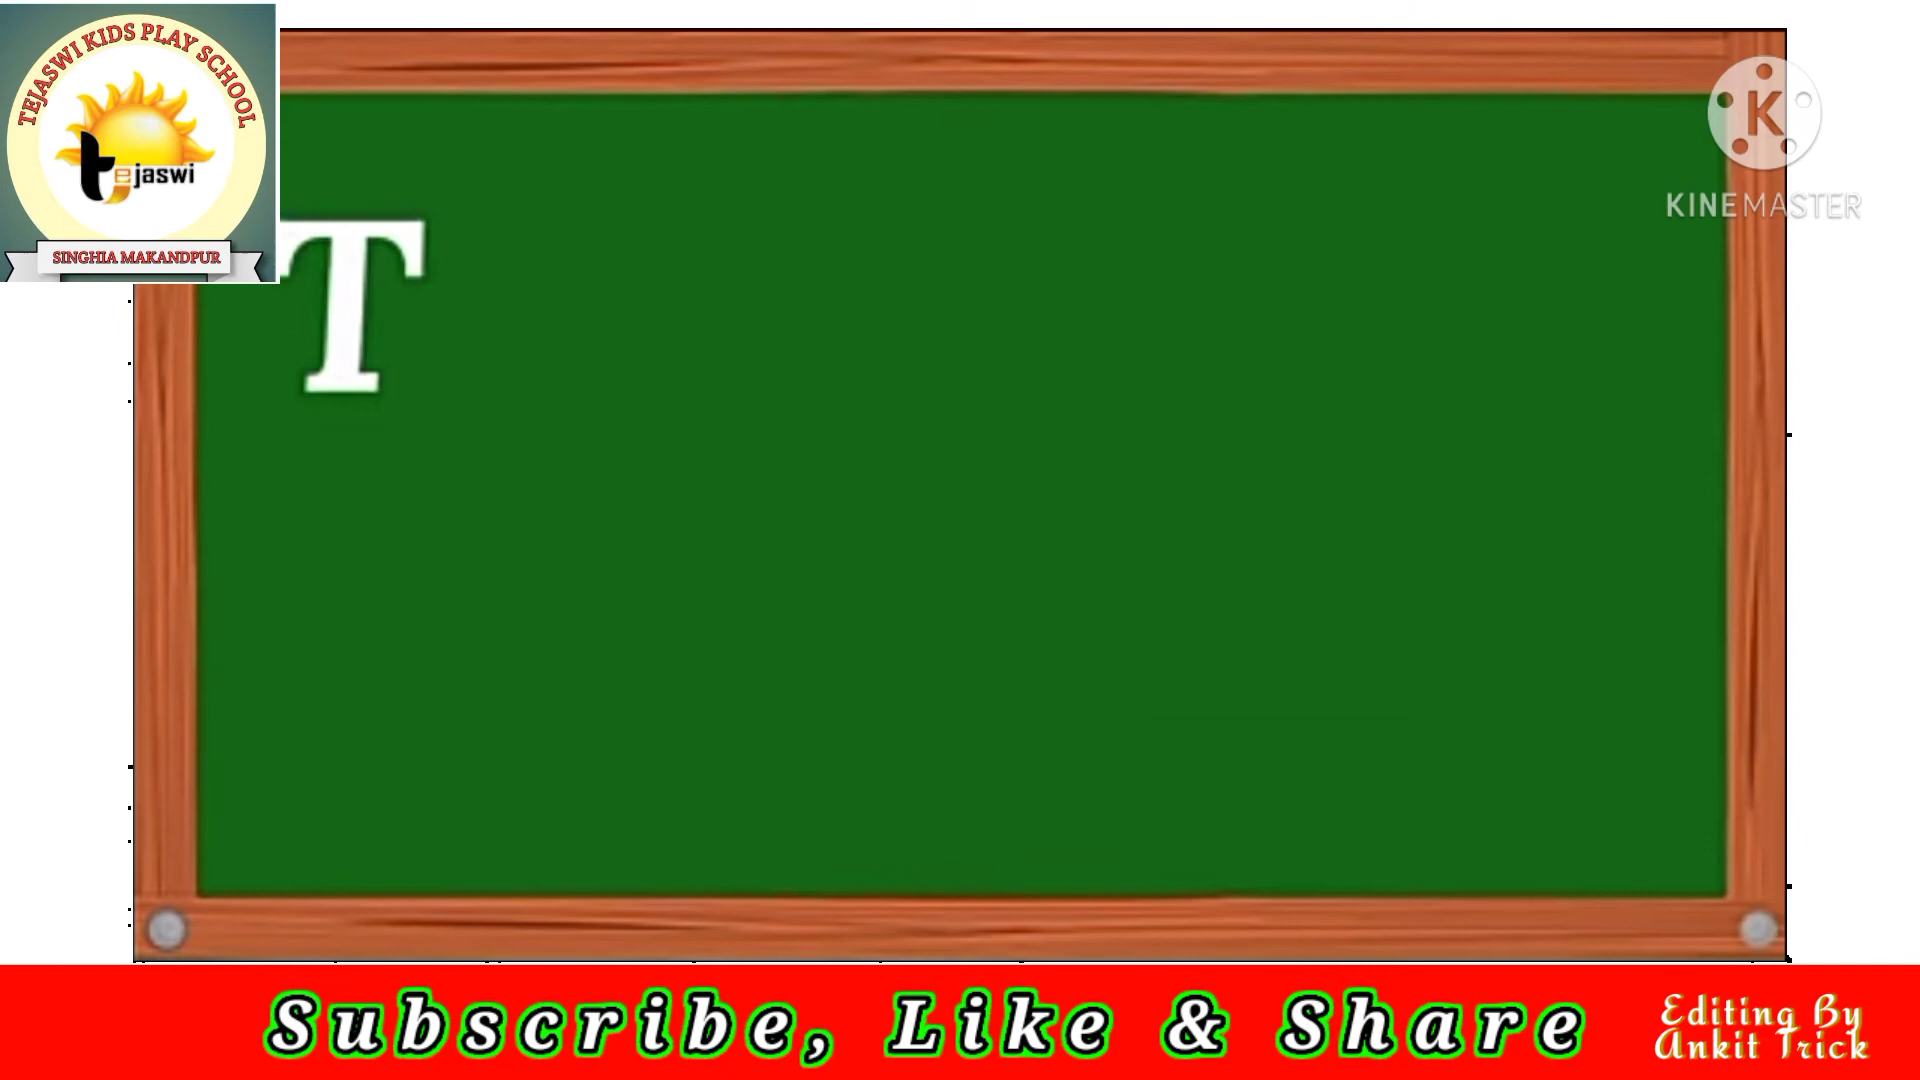 TEJASWI KIDS PLAY SCHOOL
tejaswi
SINGHIA MAKANDPUR
T
K
KINEMASTER
Subscribe, Like & Share
Editing By
Ankit Trick